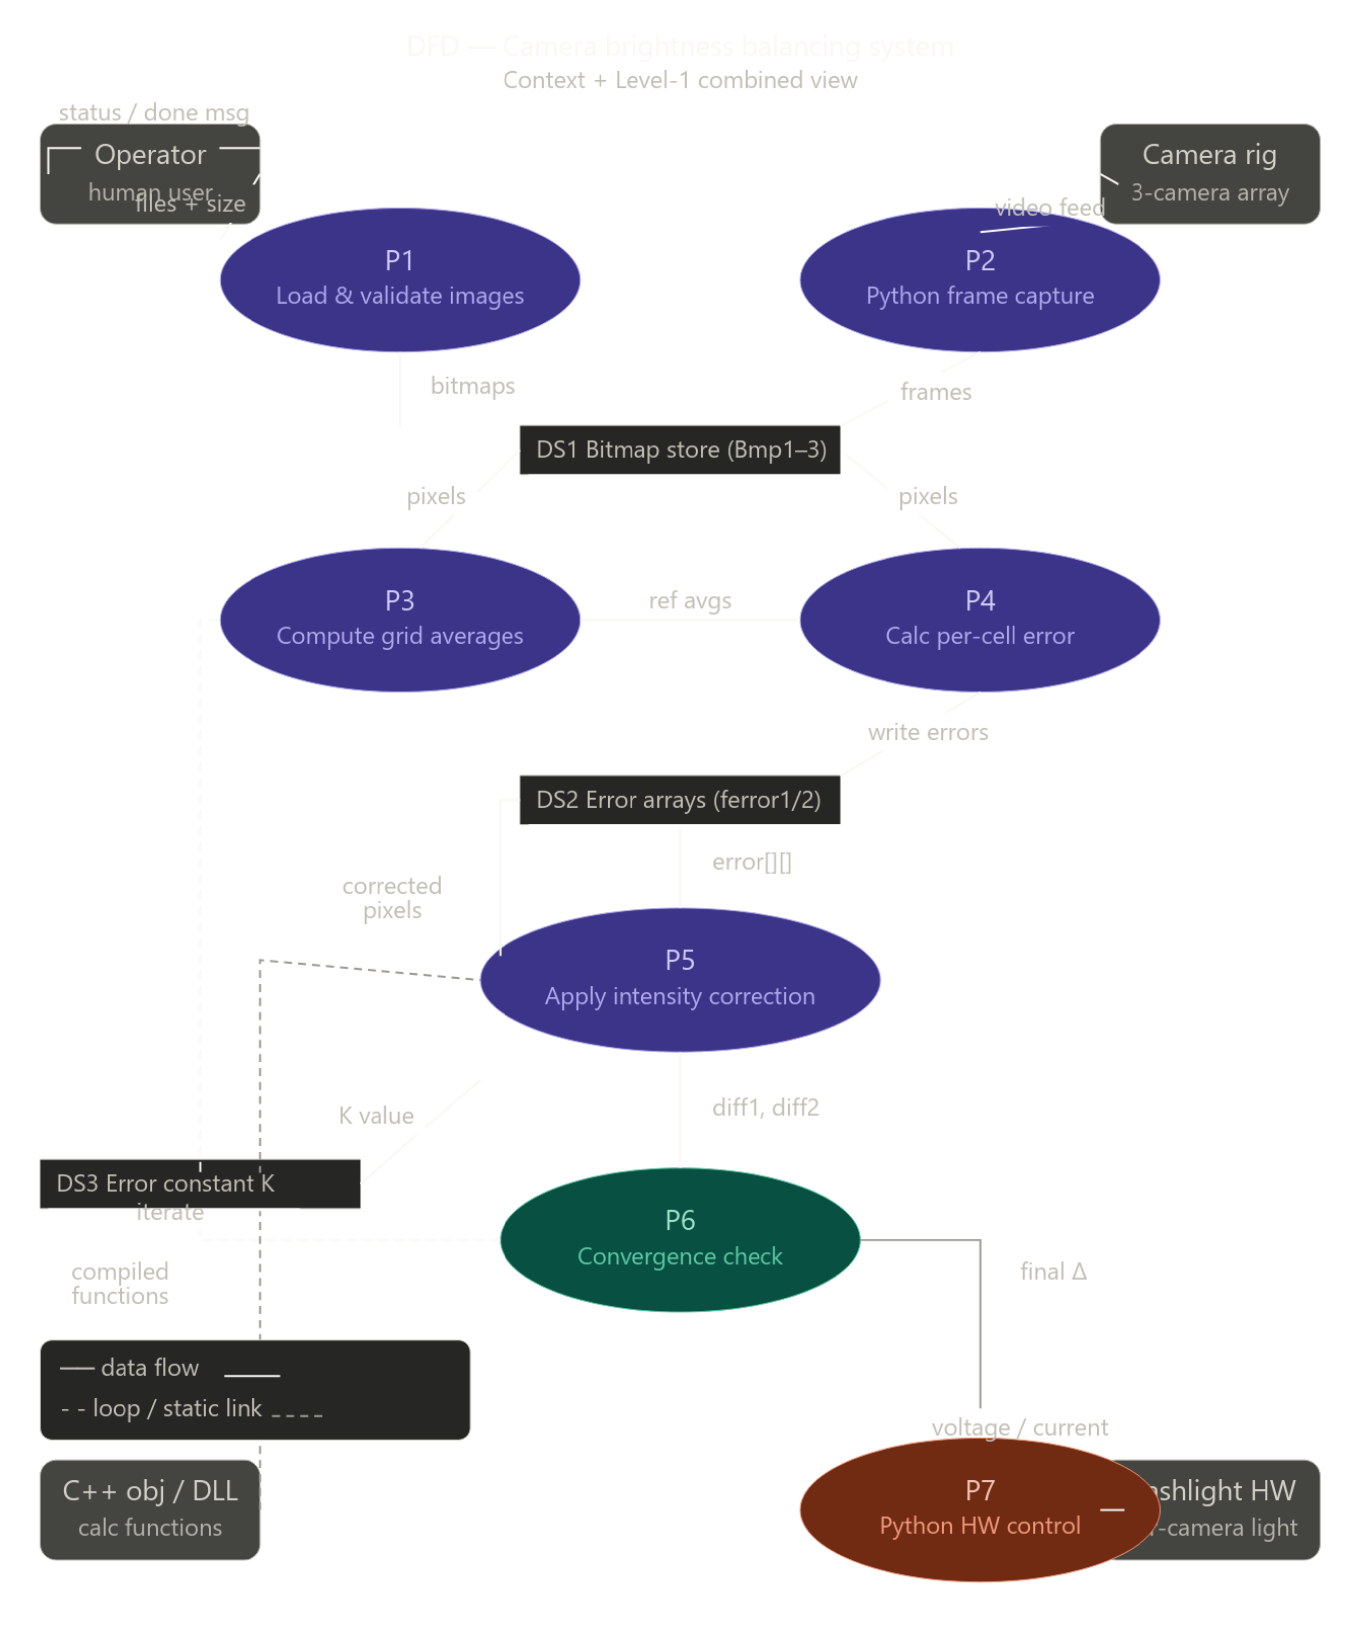 DFD — Camera brightness balancing system
Context + Level-1 combined view
status / done msg
Operator
human user
files + size
Camera rig
3-camera array
video feed
P1
Load & validate images
P2
Python frame capture
bitmaps
frames
DS1 Bitmap store (Bmp1–3)
pixels
pixels
P3
Compute grid averages
ref avgs
P4
Calc per-cell error
write errors
DS2 Error arrays (ferror1/2)
error[][]
corrected
pixels
P5
Apply intensity correction
K value
diff1, diff2
DS3 Error constant K
iterate
P6
Convergence check
compiled
functions
final Δ
— data flow
- - loop / static link
voltage / current
C++ obj / DLL
calc functions
P7
Python HW control
ashlight HW
-camera light